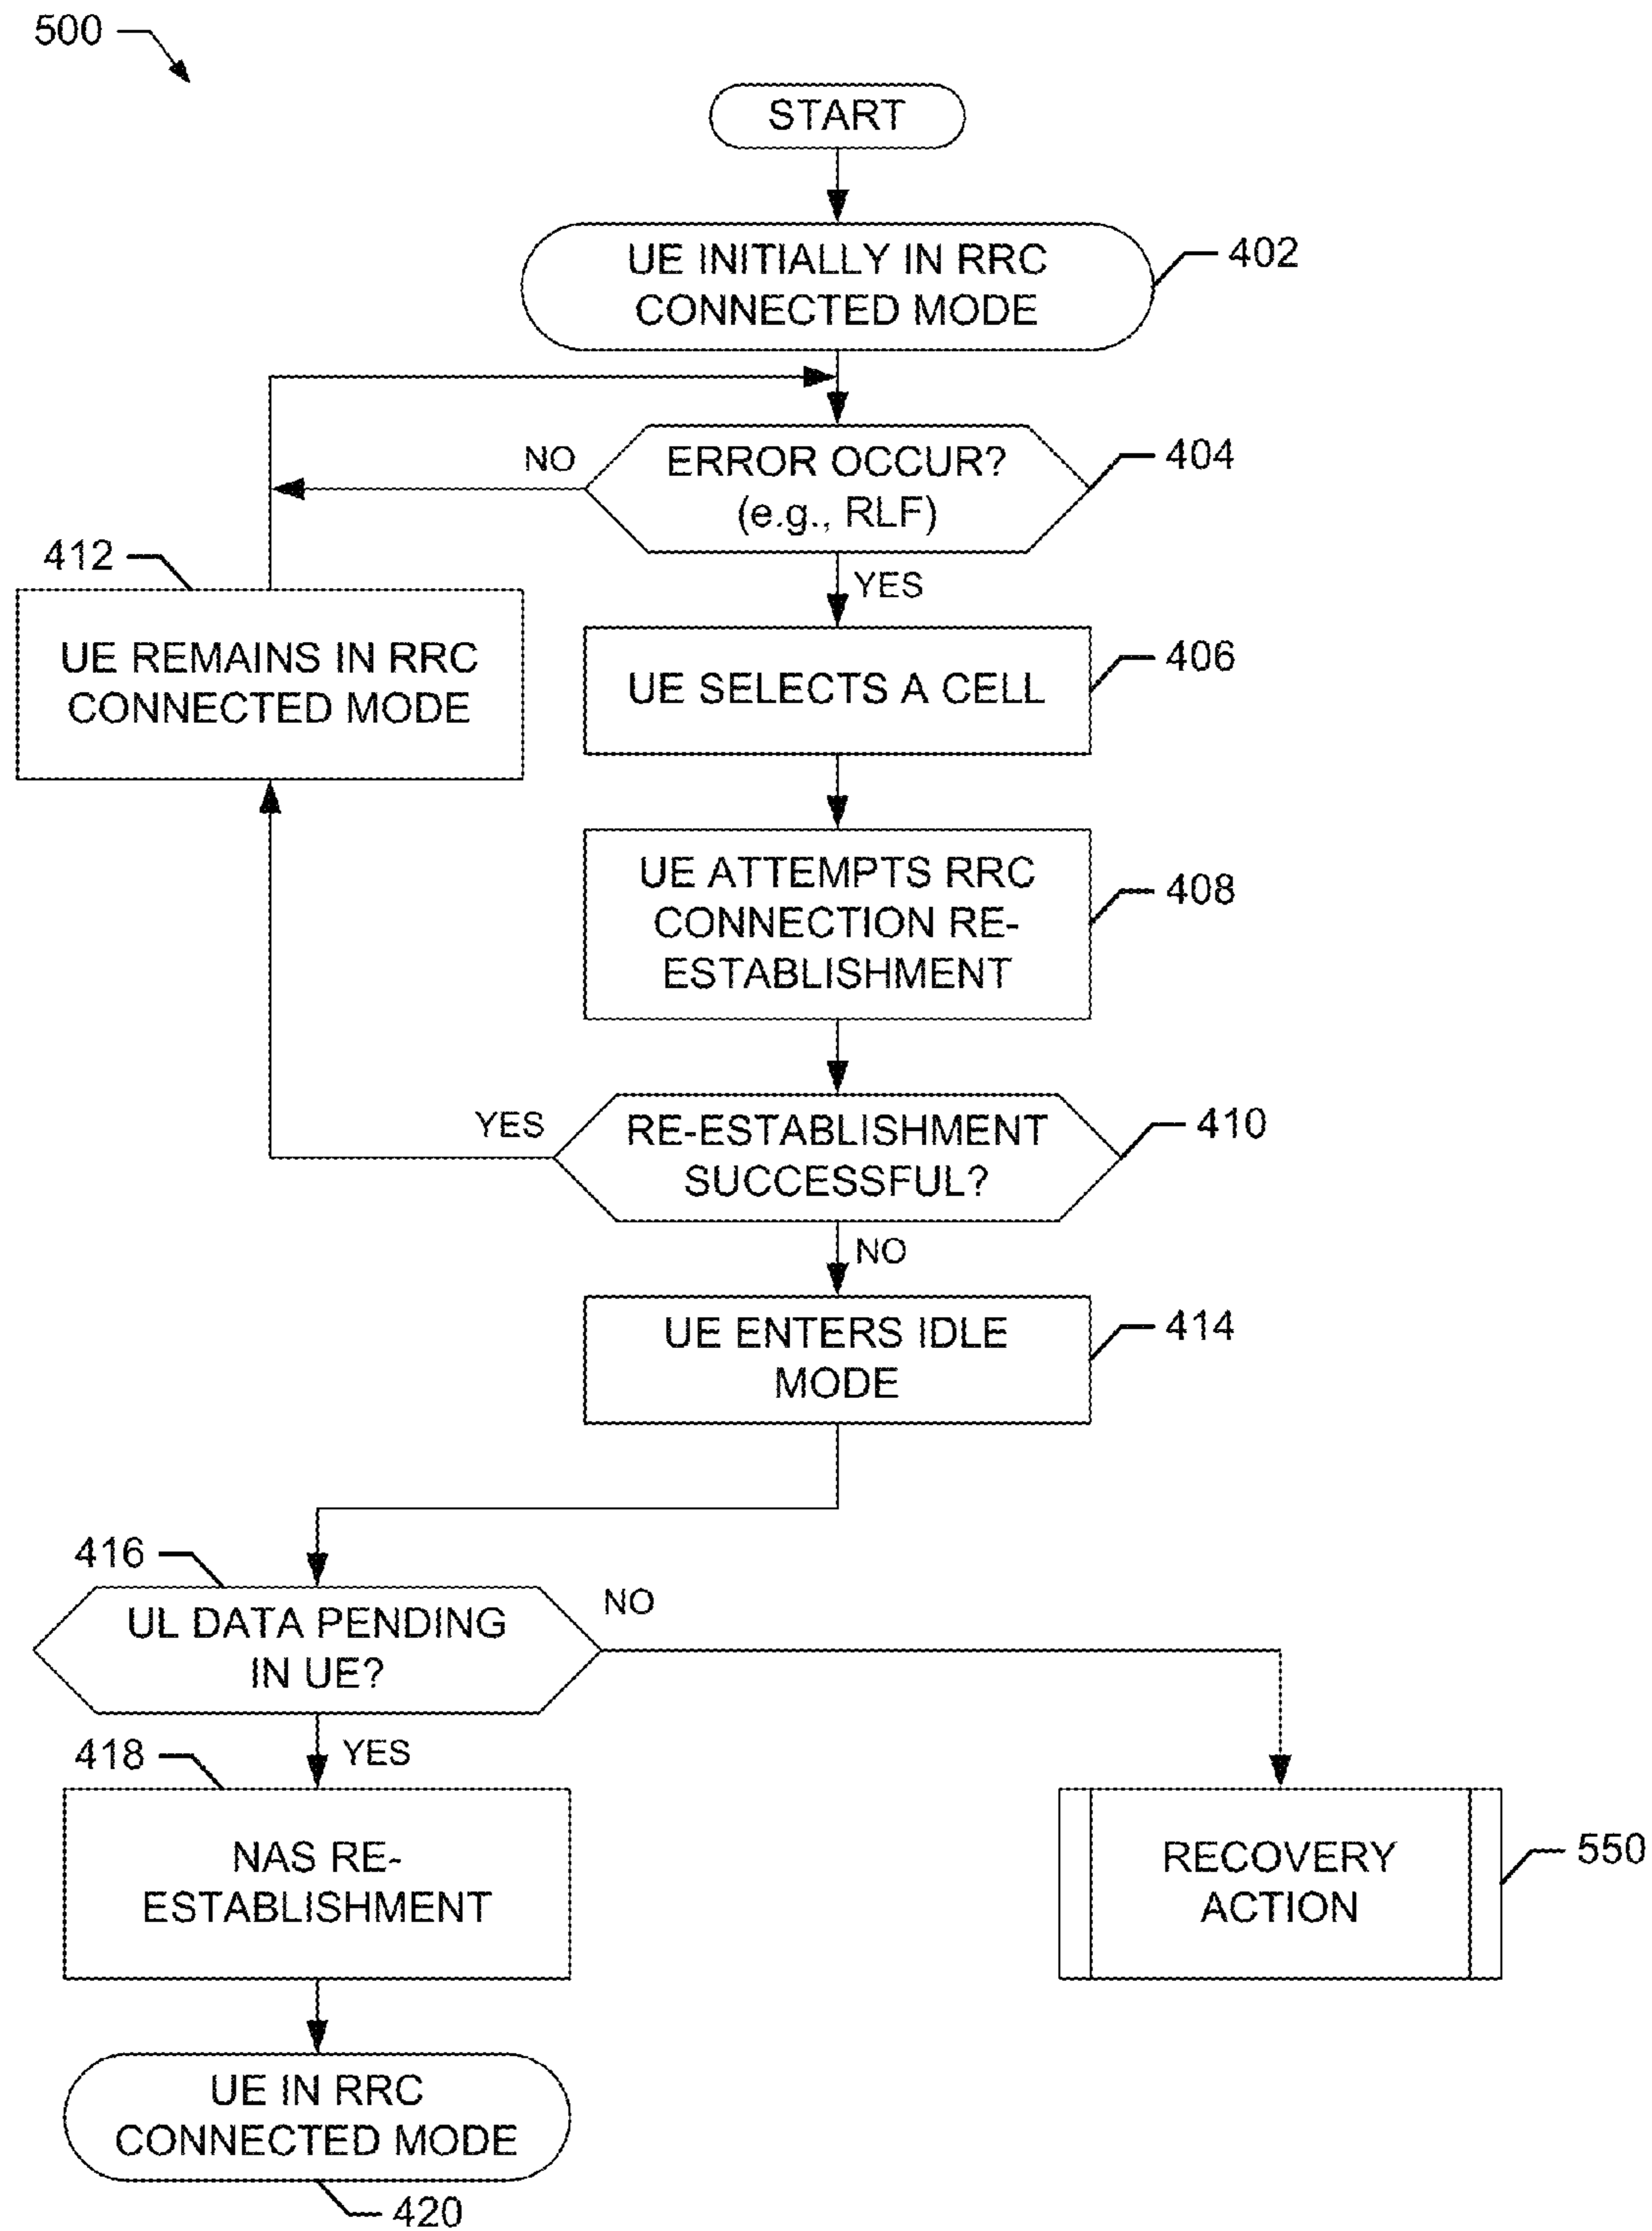 500
START
UE INITIALLY IN RRC
CONNECTED MODE
402
ERROR OCCUR?
(e.g., RLF)
404
NO
YES
412
UE REMAINS IN RRC
CONNECTED MODE
UE SELECTS A CELL
406
UE ATTEMPTS RRC
CONNECTION RE-
ESTABLISHMENT
408
YES
RE-ESTABLISHMENT
SUCCESSFUL?
410
NO
UE ENTERS IDLE
MODE
414
416
UL DATA PENDING
IN UE?
NO
YES
418
NAS RE-
ESTABLISHMENT
RECOVERY
ACTION
550
UE IN RRC
CONNECTED MODE
420